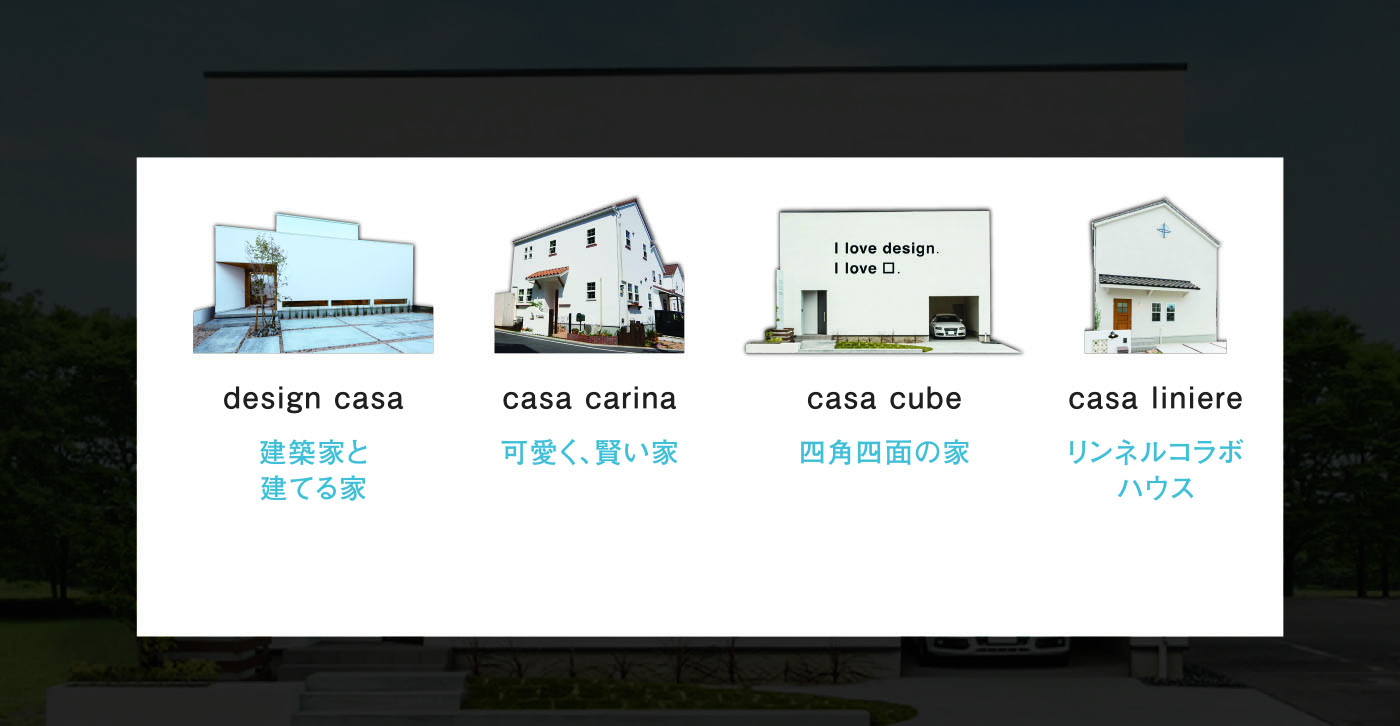 I love design.
I love □.
design casa
建築家と
建てる家
casa carina
可愛く、賢い家
casa cube
四角四面の家
casa liniere
リンネルコラボ
ハウス